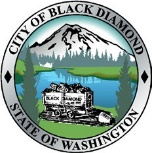 CITY OF BLACK DIAMOND
BLACK DIAMOND
STATE OF WASHINGTON